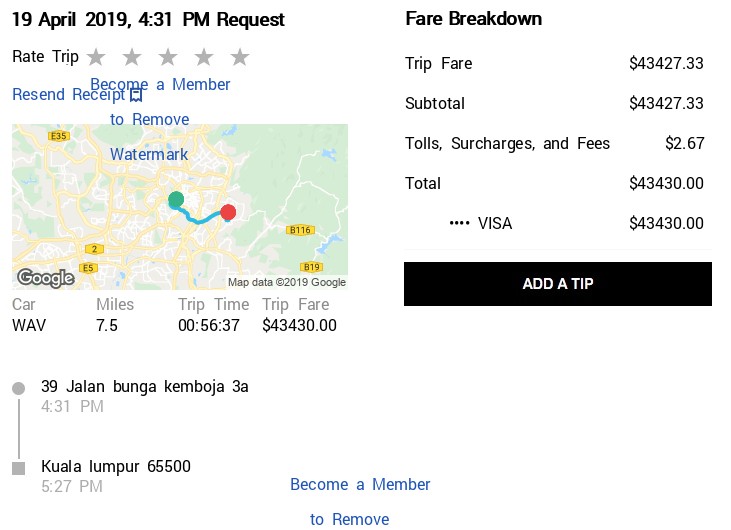 19 April 2019, 4:31 PM Request
Rate Trip
Become a Member
Resend Receipt
to Remove
Watermark
E35
B116
2
E5
B19
Google
Map data ©2019 Google
Car Miles Trip Time Trip Fare
WAV 7.5 00:56:37 $43430.00
39 Jalan bunga kemboja 3a
4:31 PM
Kuala lumpur 65500
5:27 PM
Become a Member
to Remove
Fare Breakdown
Trip Fare $43427.33
Subtotal $43427.33
Tolls, Surcharges, and Fees $2.67
Total $43430.00
•••• VISA $43430.00
ADD A TIP